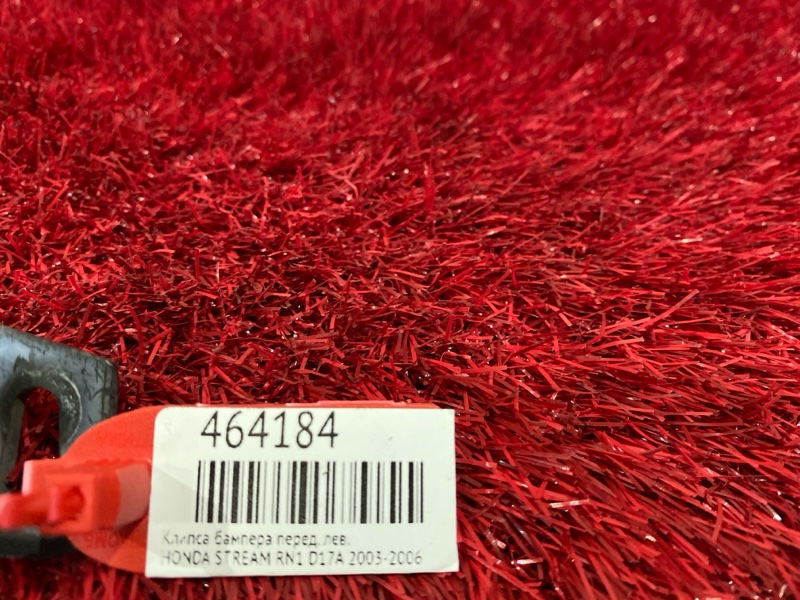 464184
Клипса бампера перед. лев.
HONDA STREAM RN1 D17A 2003-2006